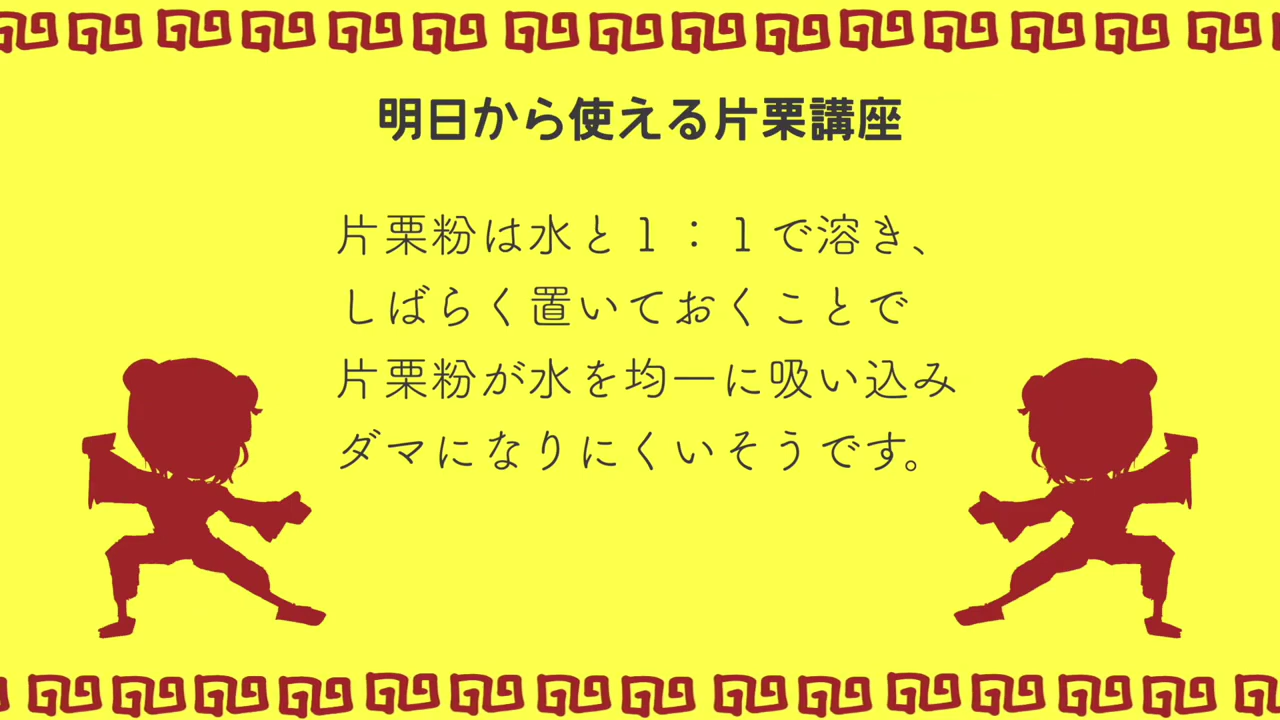 明日から使える片栗講座
片栗粉は水と１：１で溶き、
しばらく置いておくことで
片栗粉が水を均一に吸い込み
ダマになりにくいそうです。